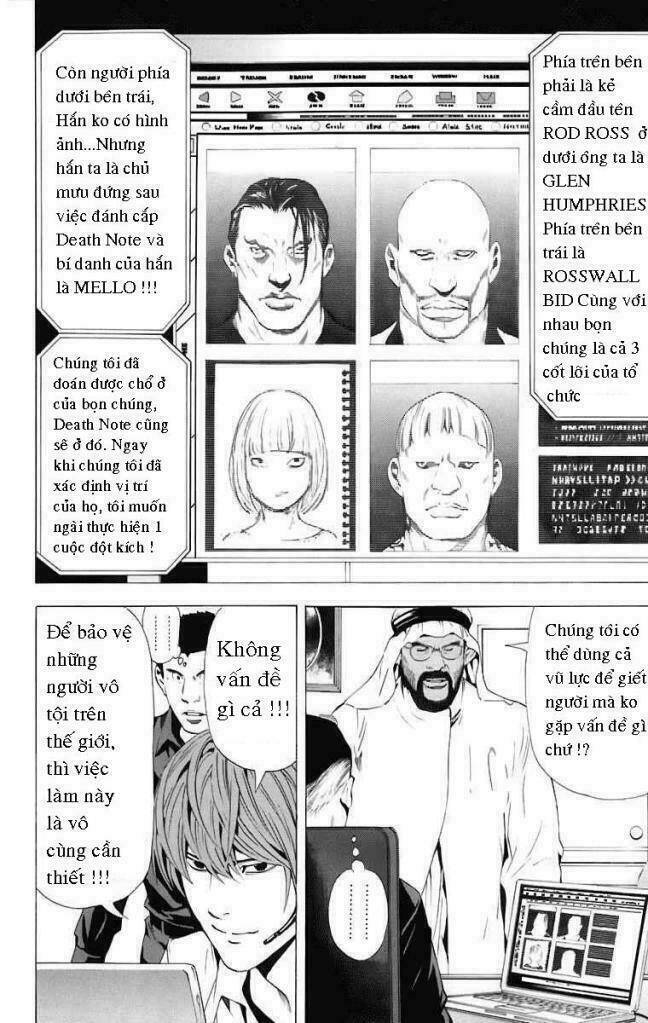 Phía trên bên
phải là kẻ
cầm đầu tên
ROD ROSS ở
dưới ông ta là
GLEN
HUMPHRIES
Phía trên bên
trái là
ROSSWALL
BID Cùng với
nhau bọn
chúng là cả 3
cốt lõi của tổ
chức
Còn người phía
dưới bên trái,
Hắn ko có hình
ảnh...Nhưng
hắn ta là chủ
mưu đứng sau
việc đánh cấp
Death Note và
bí danh của hắn
là MELLO !!!
Chúng tôi đã
đoán được chổ ở
của bọn chúng,
Death Note cũng
sẽ ở đó. Ngay
khi chúng tôi đã
xác định vị trí
của họ, tôi muốn
ngài thực hiện 1
cuộc đột kích !
WINDOW
Google
Chúng tôi có
thể dùng cả
vũ lực để giết
người mà ko
gặp vấn đề gì
chứ !?
Không
vấn đề
gì cả !!!
Để bảo vệ
những
người vô
tội trên
thế giới,
thì việc
làm này
là vô
cùng cần
thiết !!!